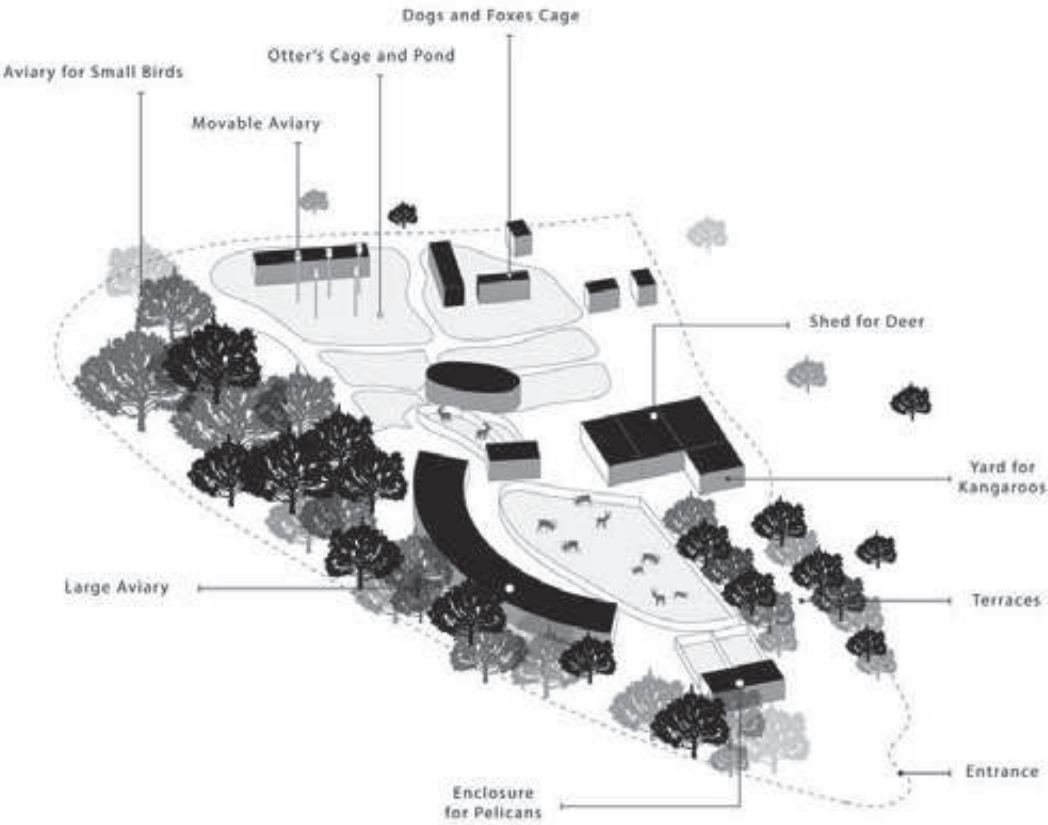 Dogs and Foxes Cage
Otter's Cage and Pond
Aviary for Small Birds
Movable Aviary
Shed for Deer
Yard for
Kangaroos
Large Aviary
Terraces
Entrance
Enclosure
for Pelicans